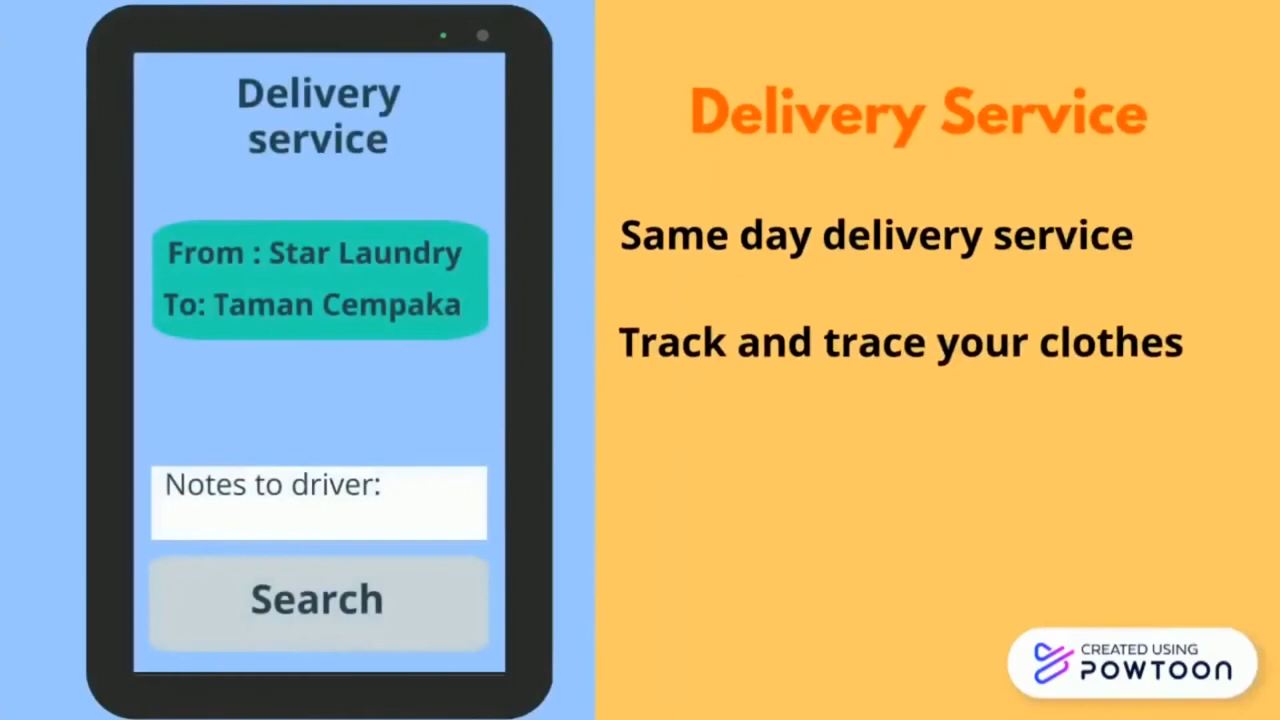 Delivery
service
From : Star Laundry
To: Taman Cempaka
Notes to driver:
Search
Delivery Service
Same day delivery service
Track and trace your clothes
CREATED USING
POWTOON